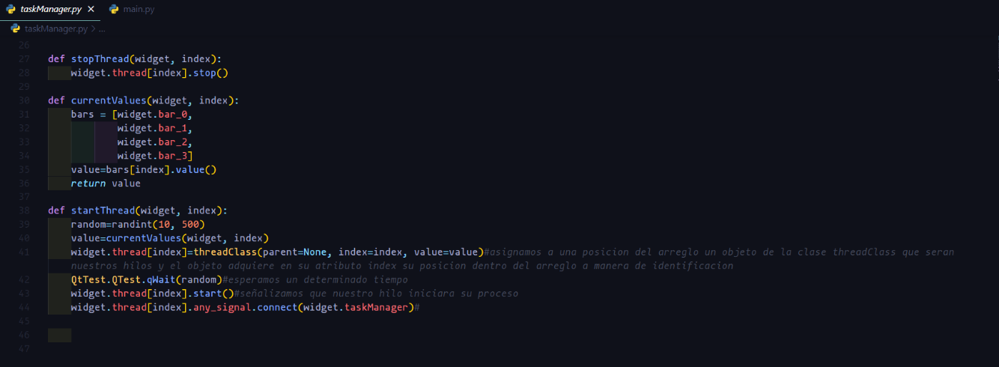 taskManager.py ✕ main.py
taskManager.py > ...
26
27 def stopThread(widget, index):
28     widget.thread[index].stop()
29
30 def currentValues(widget, index):
31     bars = [widget.bar_0,
32             widget.bar_1,
33             widget.bar_2,
34             widget.bar_3]
35     value=bars[index].value()
36     return value
37
38 def startThread(widget, index):
39     random=randint(10, 500)
40     value=currentValues(widget, index)
41     widget.thread[index]=threadClass(parent=None, index=index, value=value)#asignamos a una posicion del arreglo un objeto de la clase threadClass que seran
nuestros hilos y el objeto adquiere en su atributo index su posicion dentro del arreglo a manera de identificacion
42     QtTest.QTest.qWait(random)#esperamos un determinado tiempo
43     widget.thread[index].start()#señalizamos que nuestro hilo iniciara su proceso
44     widget.thread[index].any_signal.connect(widget.taskManager)#
45
46
47